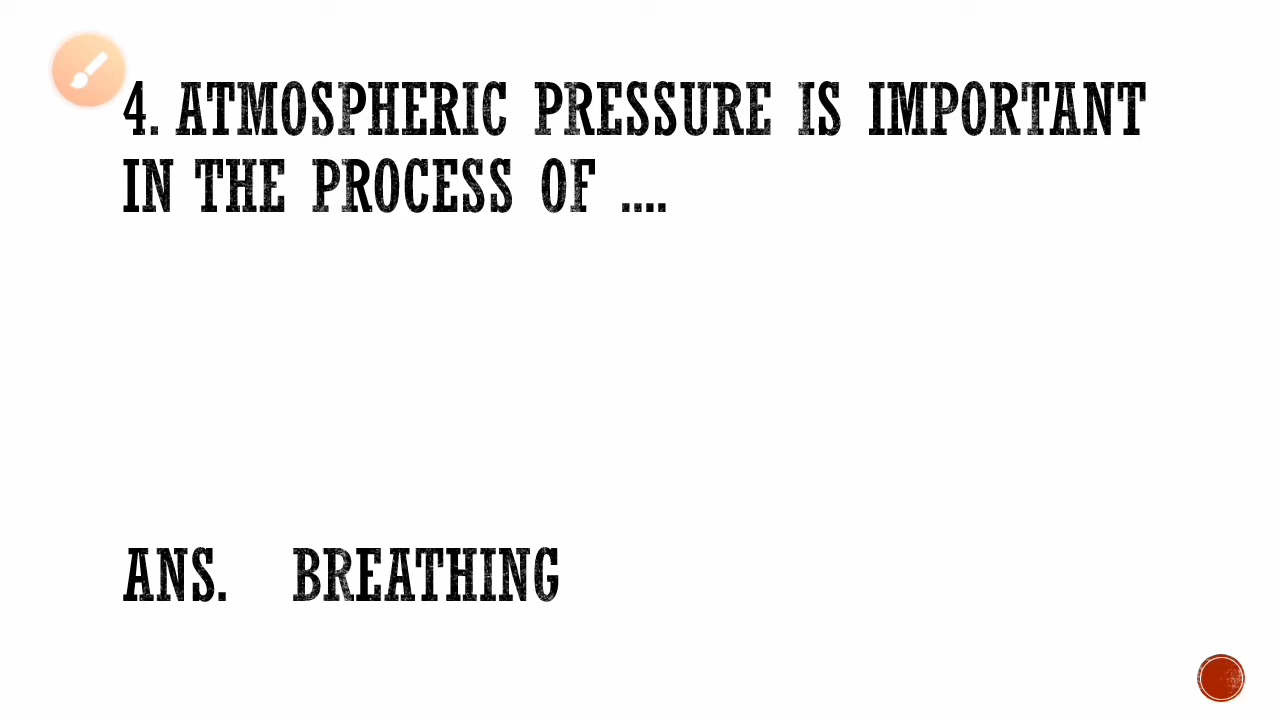 4. ATMOSPHERIC PRESSURE IS IMPORTANT
IN THE PROCESS OF ....
ANS. BREATHING